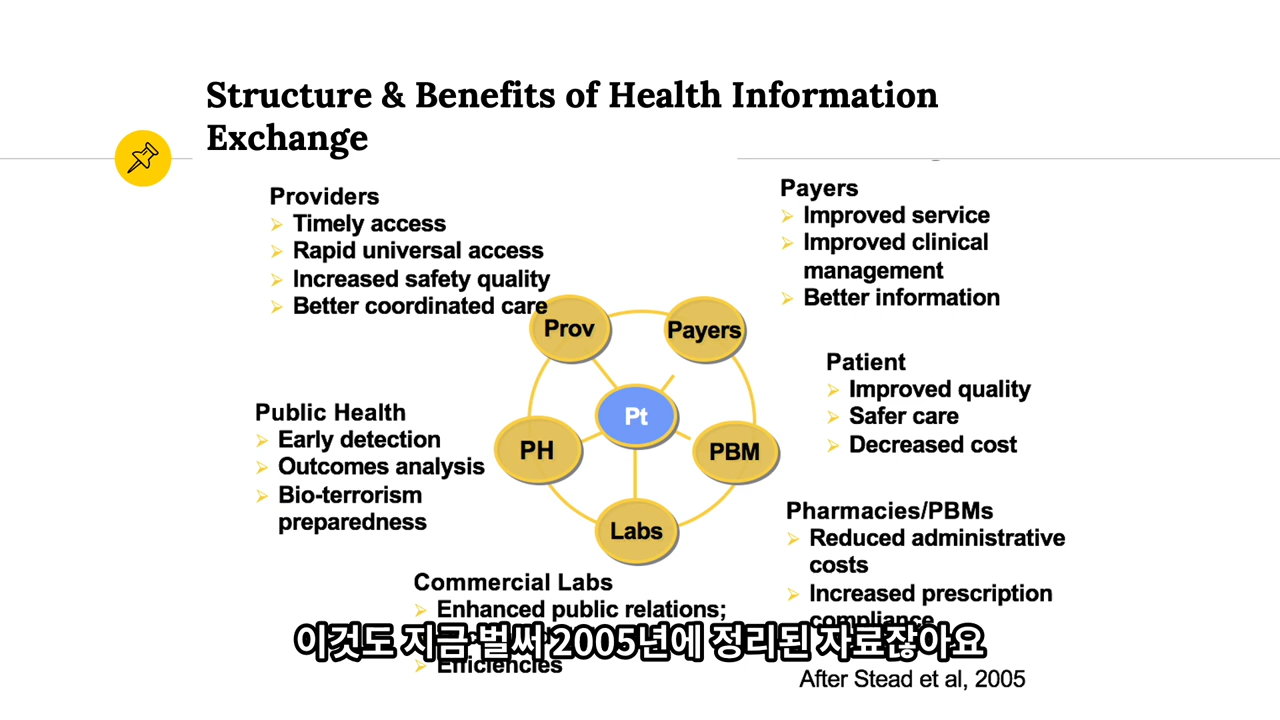 Structure & Benefits of Health Information
Exchange
Providers
Timely access
Rapid universal access
Increased safety quality
Better coordinated care
Payers
Improved service
Improved clinical
management
Better information
Prov
Payers
Pt
PH
PBM
Labs
Patient
Improved quality
Safer care
Decreased cost
Public Health
Early detection
Outcomes analysis
Bio-terrorism
preparedness
Pharmacies/PBMs
Reduced administrative
costs
Increased prescription
compliance
Commercial Labs
Enhanced public relations;
Efficiencies
이것도 지금 벌써 2005년에 정리된 자료잖아요
After Stead et al, 2005